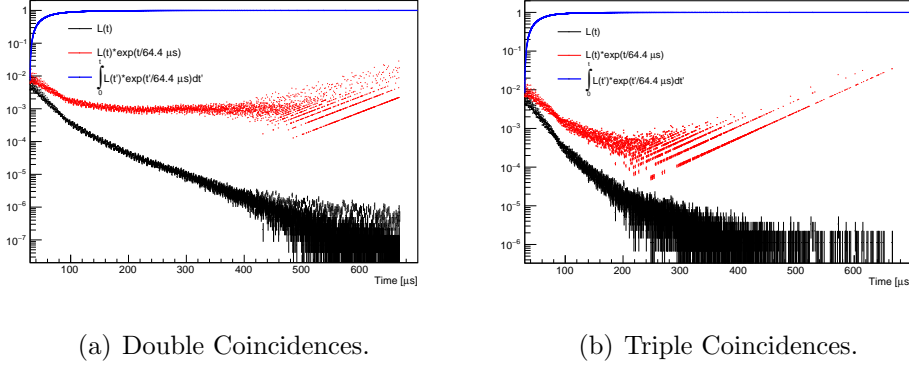 1
10⁻¹
10⁻²
10⁻³
10⁻⁴
10⁻⁵
10⁻⁶
10⁻⁷
L(t)
L(t)*exp(t/64.4 μs)
t
∫L(t')*exp(t'/64.4 μs)dt'
0
100 200 300 400 500 600
Time [μs]
(a) Double Coincidences.
1
10⁻¹
10⁻²
10⁻³
10⁻⁴
10⁻⁵
10⁻⁶
L(t)
L(t)*exp(t/64.4 μs)
t
∫L(t')*exp(t'/64.4 μs)dt'
0
100 200 300 400 500 600
Time [μs]
(b) Triple Coincidences.